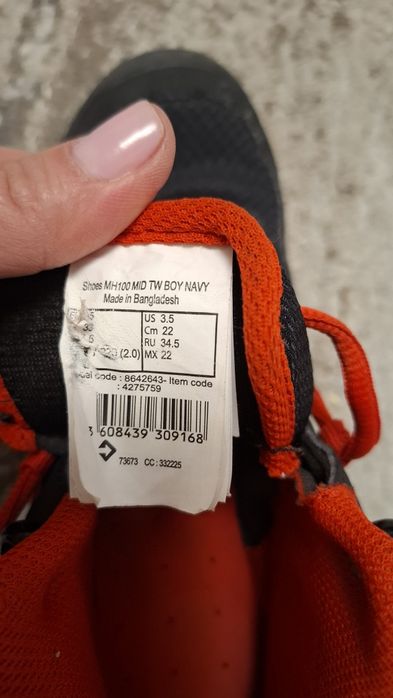 Shoes MH100 MID TW BOY NAVY
Made in Bangladesh
US 3.5
Cm 22
RU 34.5
(2.0) MX 22
code : 8642643- Item code
: 4275759
3 608439 309168
73673 CC : 332225